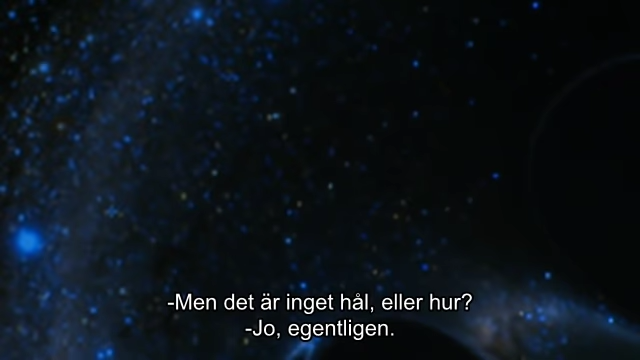 -Men det är inget hål, eller hur?
-Jo, egentligen.